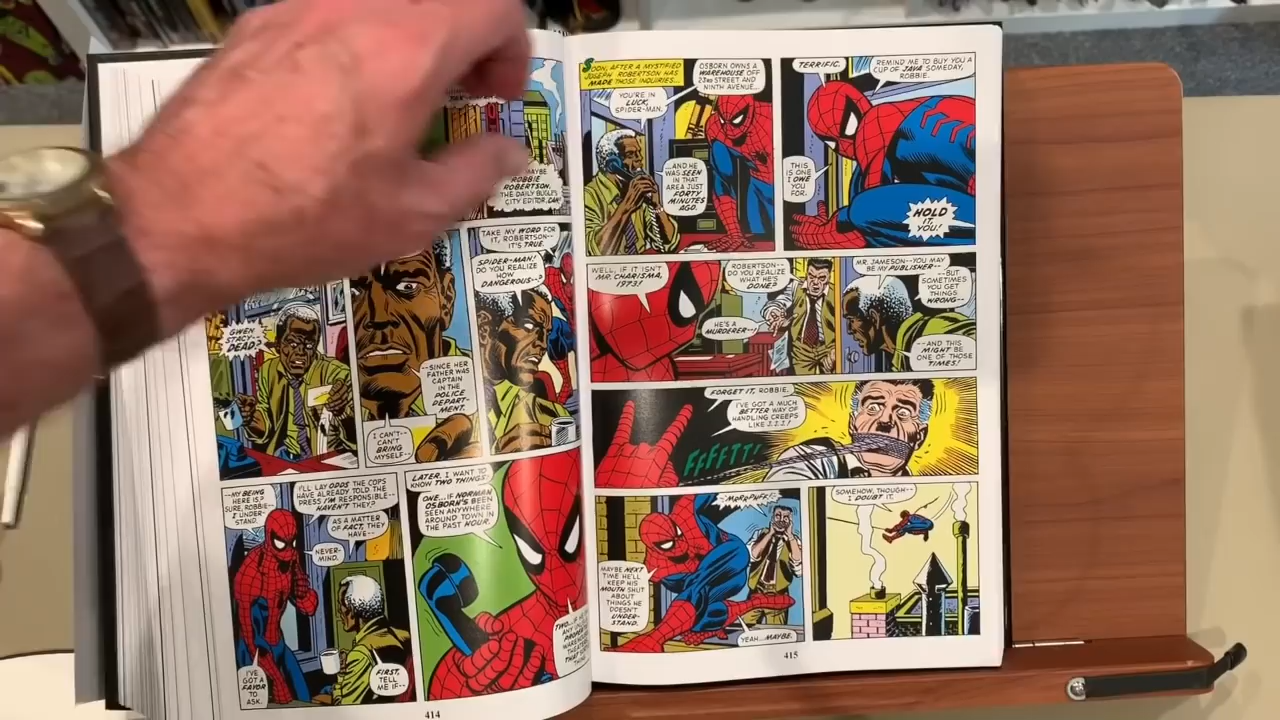 MAYBE
ROBBIE
ROBERTSON,
THE DAILY BUGLE'S
CITY EDITOR, CAN!
GWEN
STACY--
DEAD?
--SINCE HER
FATHER WAS
CAPTAIN
IN THE
POLICE
DEPART-
MENT.
I CAN'T--
CAN'T
BRING
MYSELF--
TAKE MY WORD FOR
IT, ROBERTSON--
IT'S TRUE.
SPIDER-MAN!
DO YOU REALIZE
HOW
DANGEROUS--?
--MY BEING
HERE IS?
SURE, ROBBIE--
I UNDER-
STAND.
I'LL LAY ODDS THE COPS
HAVE ALREADY TOLD THE
PRESS I'M RESPONSIBLE--
HAVEN'T THEY?
AS A MATTER
OF FACT, THEY
HAVE--
NEVER-
MIND.
I'VE
GOT A
FAVOR
TO
ASK.
FIRST,
TELL
ME IF--
LATER. I WANT TO
KNOW TWO THINGS:
ONE...IF NORMAN
OSBORN'S BEEN
SEEN ANYWHERE
AROUND TOWN IN
THE PAST HOUR.
414
SOON, AFTER A MYSTIFIED
JOSEPH ROBERTSON HAS
MADE THOSE INQUIRIES...
YOU'RE IN
LUCK,
SPIDER-MAN.
OSBORN OWNS A
WAREHOUSE OFF
23RD STREET AND
NINTH AVENUE...
...AND HE
WAS SEEN
IN THAT
AREA JUST
FORTY
MINUTES
AGO.
TERRIFIC.
REMIND ME TO BUY YOU A
CUP OF JAVA SOMEDAY,
ROBBIE.
THIS
IS ONE
I OWE
YOU
FOR.
HOLD
IT,
YOU!
WELL, IF IT ISN'T
MR. CHARISMA,
1973!
ROBERTSON--
DO YOU REALIZE
WHAT HE'S
DONE?
HE'S A
MURDERER--
MR. JAMESON--YOU MAY
BE MY PUBLISHER--
--BUT
SOMETIMES
YOU GET
THINGS
WRONG--
--AND THIS
MIGHT BE
ONE OF THOSE
TIMES!
FORGET IT, ROBBIE.
I'VE GOT A MUCH
BETTER WAY OF
HANDLING CREEPS
LIKE J.J.J.!
FFFFTT!
MAYBE NEXT
TIME HE'LL
KEEP HIS
MOUTH SHUT
ABOUT
THINGS HE
DOESN'T
UNDER-
STAND.
YEAH...MAYBE.
SOMEHOW, THOUGH--
I DOUBT IT.
415